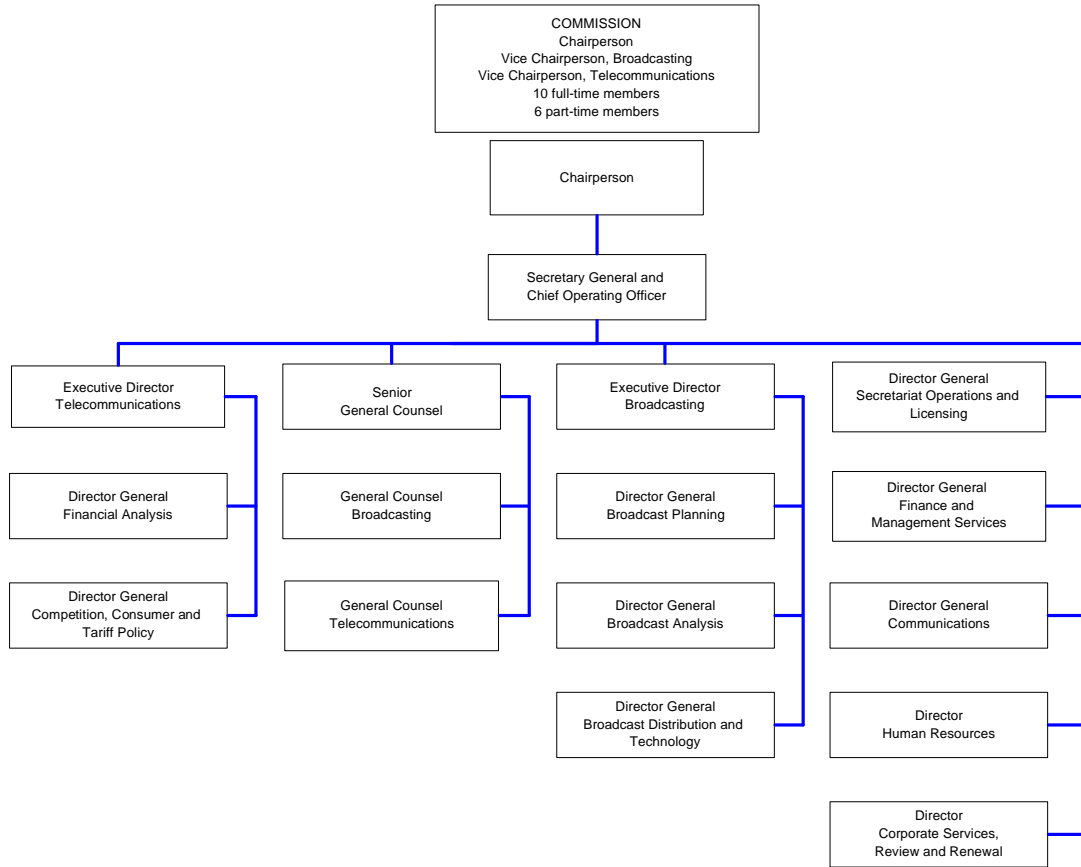 COMMISSION
Chairperson
Vice Chairperson, Broadcasting
Vice Chairperson, Telecommunications
10 full-time members
6 part-time members
Chairperson
Secretary General and
Chief Operating Officer
Executive Director
Telecommunications
Senior
General Counsel
Executive Director
Broadcasting
Director General
Secretariat Operations and
Licensing
Director General
Financial Analysis
General Counsel
Broadcasting
Director General
Broadcast Planning
Director General
Finance and
Management Services
Director General
Competition, Consumer and
Tariff Policy
General Counsel
Telecommunications
Director General
Broadcast Analysis
Director General
Communications
Director General
Broadcast Distribution and
Technology
Director
Human Resources
Director
Corporate Services,
Review and Renewal